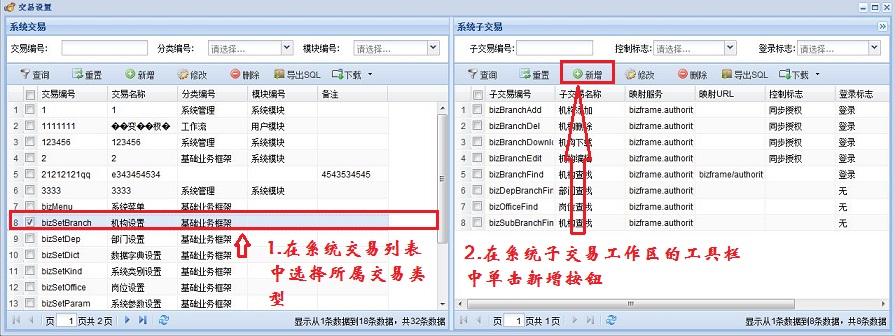 交易设置
系统交易
交易编号: 分类编号: 请选择... 模块编号: 请选择...
查询 重置 新增 修改 删除 导出SQL 下载
交易编号 交易名称 分类编号 模块编号 备注
1 1 1 系统管理 系统模块
2 1111111 工作流 用户模块
3 123456 123456 系统管理 系统模块
4 2 2 基础业务框架 系统模块
5 21212121qq e343454534 4543534545
6 3333 3333 系统管理 系统模块
7 bizMenu 系统菜单 基础业务框架
8 bizSetBranch 机构设置 基础业务框架
9 bizSetDep 部门设置 基础业务框架
10 bizSetDict 数据字典设置 基础业务框架
11 bizSetKind 系统类别设置 基础业务框架
12 bizSetOffice 岗位设置 基础业务框架
13 bizSetParam 系统参数设置 基础业务框架
1.在系统交易列表
中选择所属交易类
型
页 1 页共 2 页 显示从1条数据到18条数据，共32条数据
系统子交易
子交易编号: 控制标志: 请选择... 登录标志: 请选择...
查询 重置 新增 修改 删除 导出SQL 下载
子交易编号 子交易名称 映射服务 映射URL 控制标志 登录标志
1 bizBranchAdd 机构添加 bizframe.authorit 同步授权 登录
2 bizBranchDel 机构删除 bizframe.authorit 同步授权 登录
3 bizBranchDownlo 机构下载 bizframe.authorit 同步授权 登录
4 bizBranchEdit 机构编辑 bizframe.authorit 同步授权 登录
5 bizBranchFind 机构查找 bizframe.authorit bizframe/authorit 登录
6 bizDepBranchFin 部门查找 bizframe.authorit 无
7 bizOfficeFind 岗位查找 bizframe.authorit 无
8 bizSubBranchFin 机构查找 bizframe.authorit 无
2.在系统子交易工作区的工具栏
中单击新增按钮
页 1 页共 1 页 显示从1条数据到8条数据，共8条数据